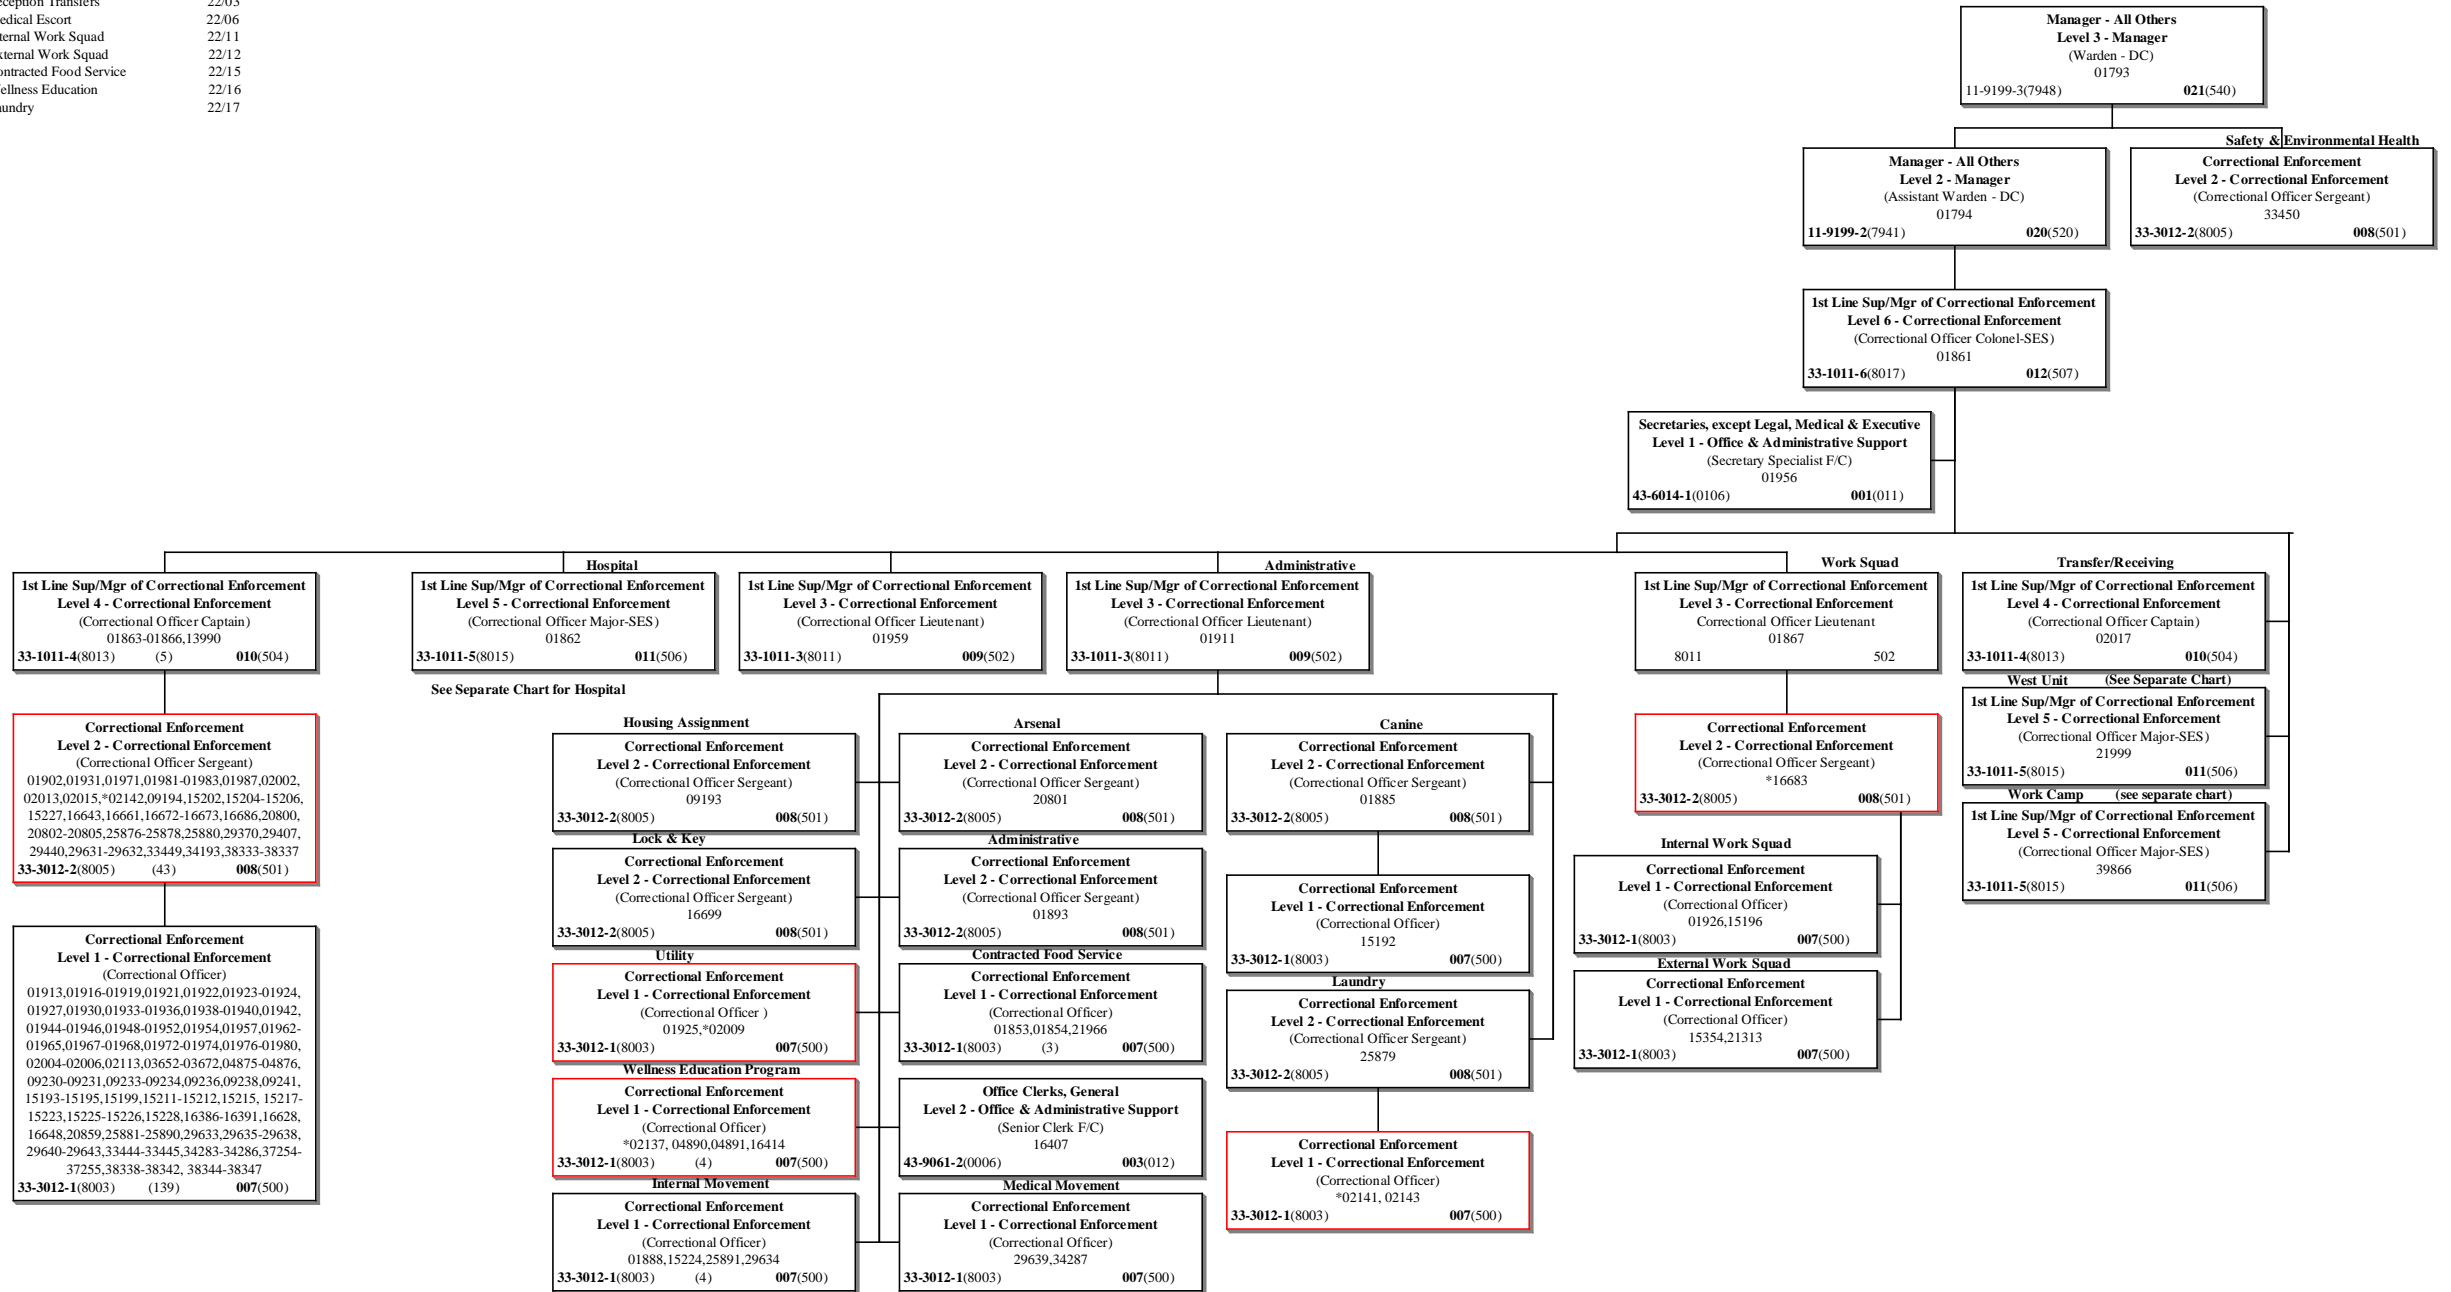 Medical Escort 22/06
External Work Squad 22/12
22/11
22/15
22/16
22/17
Manager - All Others
Level 3 - Manager
(Warden - DC)
01793
11-9199-3(7948) 021(540)
Manager - All Others
Level 2 - Manager
(Assistant Warden - DC)
01794
11-9199-2(7941) 020(520)
Safety & Environmental Health
Correctional Enforcement
Level 2 - Correctional Enforcement
(Correctional Officer Sergeant)
33450
33-3012-2(8005) 008(501)
1st Line Sup/Mgr of Correctional Enforcement
Level 6 - Correctional Enforcement
(Correctional Officer Colonel-SES)
01861
33-1011-6(8017) 012(507)
Secretaries, except Legal, Medical & Executive
Level 1 - Office & Administrative Support
(Secretary Specialist F/C)
01956
43-6014-1(0106) 001(011)
1st Line Sup/Mgr of Correctional Enforcement
Level 4 - Correctional Enforcement
(Correctional Officer Captain)
01863-01866,13990
33-1011-4(8013) (5) 010(504)
Correctional Enforcement
Level 2 - Correctional Enforcement
(Correctional Officer Sergeant)
01902,01931,01971,01981-01983,01987,02002,
02013,02015,*02142,09194,15202,15204-15206,
15227,16643,16661,16672-16673,16686,20800,
20802-20805,25876-25878,25880,29370,29407,
29440,29631-29632,33449,34193,38333-38337
33-3012-2(8005) (43) 008(501)
Correctional Enforcement
Level 1 - Correctional Enforcement
(Correctional Officer)
01913,01916-01919,01921,01922,01923-01924,
01927,01930,01933-01936,01938-01940,01942,
01944-01946,01948-01952,01954,01957,01962-
01965,01967-01968,01972-01974,01976-01980,
02004-02006,02113,03652-03672,04875-04876,
09230-09231,09233-09234,09236,09238,09241,
15193-15195,15199,15211-15212,15215, 15217-
15223,15225-15226,15228,16386-16391,16628,
16648,20859,25881-25890,29633,29635-29638,
29640-29643,33444-33445,34283-34286,37254-
37255,38338-38342, 38344-38347
33-3012-1(8003) (139) 007(500)
Hospital
1st Line Sup/Mgr of Correctional Enforcement
Level 5 - Correctional Enforcement
(Correctional Officer Major-SES)
01862
33-1011-5(8015) 011(506)
See Separate Chart for Hospital
1st Line Sup/Mgr of Correctional Enforcement
Level 3 - Correctional Enforcement
(Correctional Officer Lieutenant)
01959
33-1011-3(8011) 009(502)
Administrative
1st Line Sup/Mgr of Correctional Enforcement
Level 3 - Correctional Enforcement
(Correctional Officer Lieutenant)
01911
33-1011-3(8011) 009(502)
Housing Assignment
Correctional Enforcement
Level 2 - Correctional Enforcement
(Correctional Officer Sergeant)
09193
33-3012-2(8005) 008(501)
Lock & Key
Correctional Enforcement
Level 2 - Correctional Enforcement
(Correctional Officer Sergeant)
16699
33-3012-2(8005) 008(501)
Utility
Correctional Enforcement
Level 1 - Correctional Enforcement
(Correctional Officer )
01925,*02009
33-3012-1(8003) 007(500)
Wellness Education Program
Correctional Enforcement
Level 1 - Correctional Enforcement
(Correctional Officer)
*02137, 04890,04891,16414
33-3012-1(8003) (4) 007(500)
Internal Movement
Correctional Enforcement
Level 1 - Correctional Enforcement
(Correctional Officer)
01888,15224,25891,29634
33-3012-1(8003) (4) 007(500)
Arsenal
Correctional Enforcement
Level 2 - Correctional Enforcement
(Correctional Officer Sergeant)
20801
33-3012-2(8005) 008(501)
Administrative
Correctional Enforcement
Level 2 - Correctional Enforcement
(Correctional Officer Sergeant)
01893
33-3012-2(8005) 008(501)
Contracted Food Service
Correctional Enforcement
Level 1 - Correctional Enforcement
(Correctional Officer)
01853,01854,21966
33-3012-1(8003) (3) 007(500)
Office Clerks, General
Level 2 - Office & Administrative Support
(Senior Clerk F/C)
16407
43-9061-2(0006) 003(012)
Medical Movement
Correctional Enforcement
Level 1 - Correctional Enforcement
(Correctional Officer)
29639,34287
33-3012-1(8003) 007(500)
Canine
Correctional Enforcement
Level 2 - Correctional Enforcement
(Correctional Officer Sergeant)
01885
33-3012-2(8005) 008(501)
Correctional Enforcement
Level 1 - Correctional Enforcement
(Correctional Officer)
15192
33-3012-1(8003) 007(500)
Laundry
Correctional Enforcement
Level 2 - Correctional Enforcement
(Correctional Officer Sergeant)
25879
33-3012-2(8005) 008(501)
Correctional Enforcement
Level 1 - Correctional Enforcement
(Correctional Officer)
*02141, 02143
33-3012-1(8003) 007(500)
Work Squad
1st Line Sup/Mgr of Correctional Enforcement
Level 3 - Correctional Enforcement
Correctional Officer Lieutenant
01867
8011 502
Correctional Enforcement
Level 2 - Correctional Enforcement
(Correctional Officer Sergeant)
*16683
33-3012-2(8005) 008(501)
Internal Work Squad
Correctional Enforcement
Level 1 - Correctional Enforcement
(Correctional Officer)
01926,15196
33-3012-1(8003) 007(500)
External Work Squad
Correctional Enforcement
Level 1 - Correctional Enforcement
(Correctional Officer)
15354,21313
33-3012-1(8003) 007(500)
Transfer/Receiving
1st Line Sup/Mgr of Correctional Enforcement
Level 4 - Correctional Enforcement
(Correctional Officer Captain)
02017
33-1011-4(8013) 010(504)
West Unit (See Separate Chart)
1st Line Sup/Mgr of Correctional Enforcement
Level 5 - Correctional Enforcement
(Correctional Officer Major-SES)
21999
33-1011-5(8015) 011(506)
Work Camp (see separate chart)
1st Line Sup/Mgr of Correctional Enforcement
Level 5 - Correctional Enforcement
(Correctional Officer Major-SES)
39866
33-1011-5(8015) 011(506)